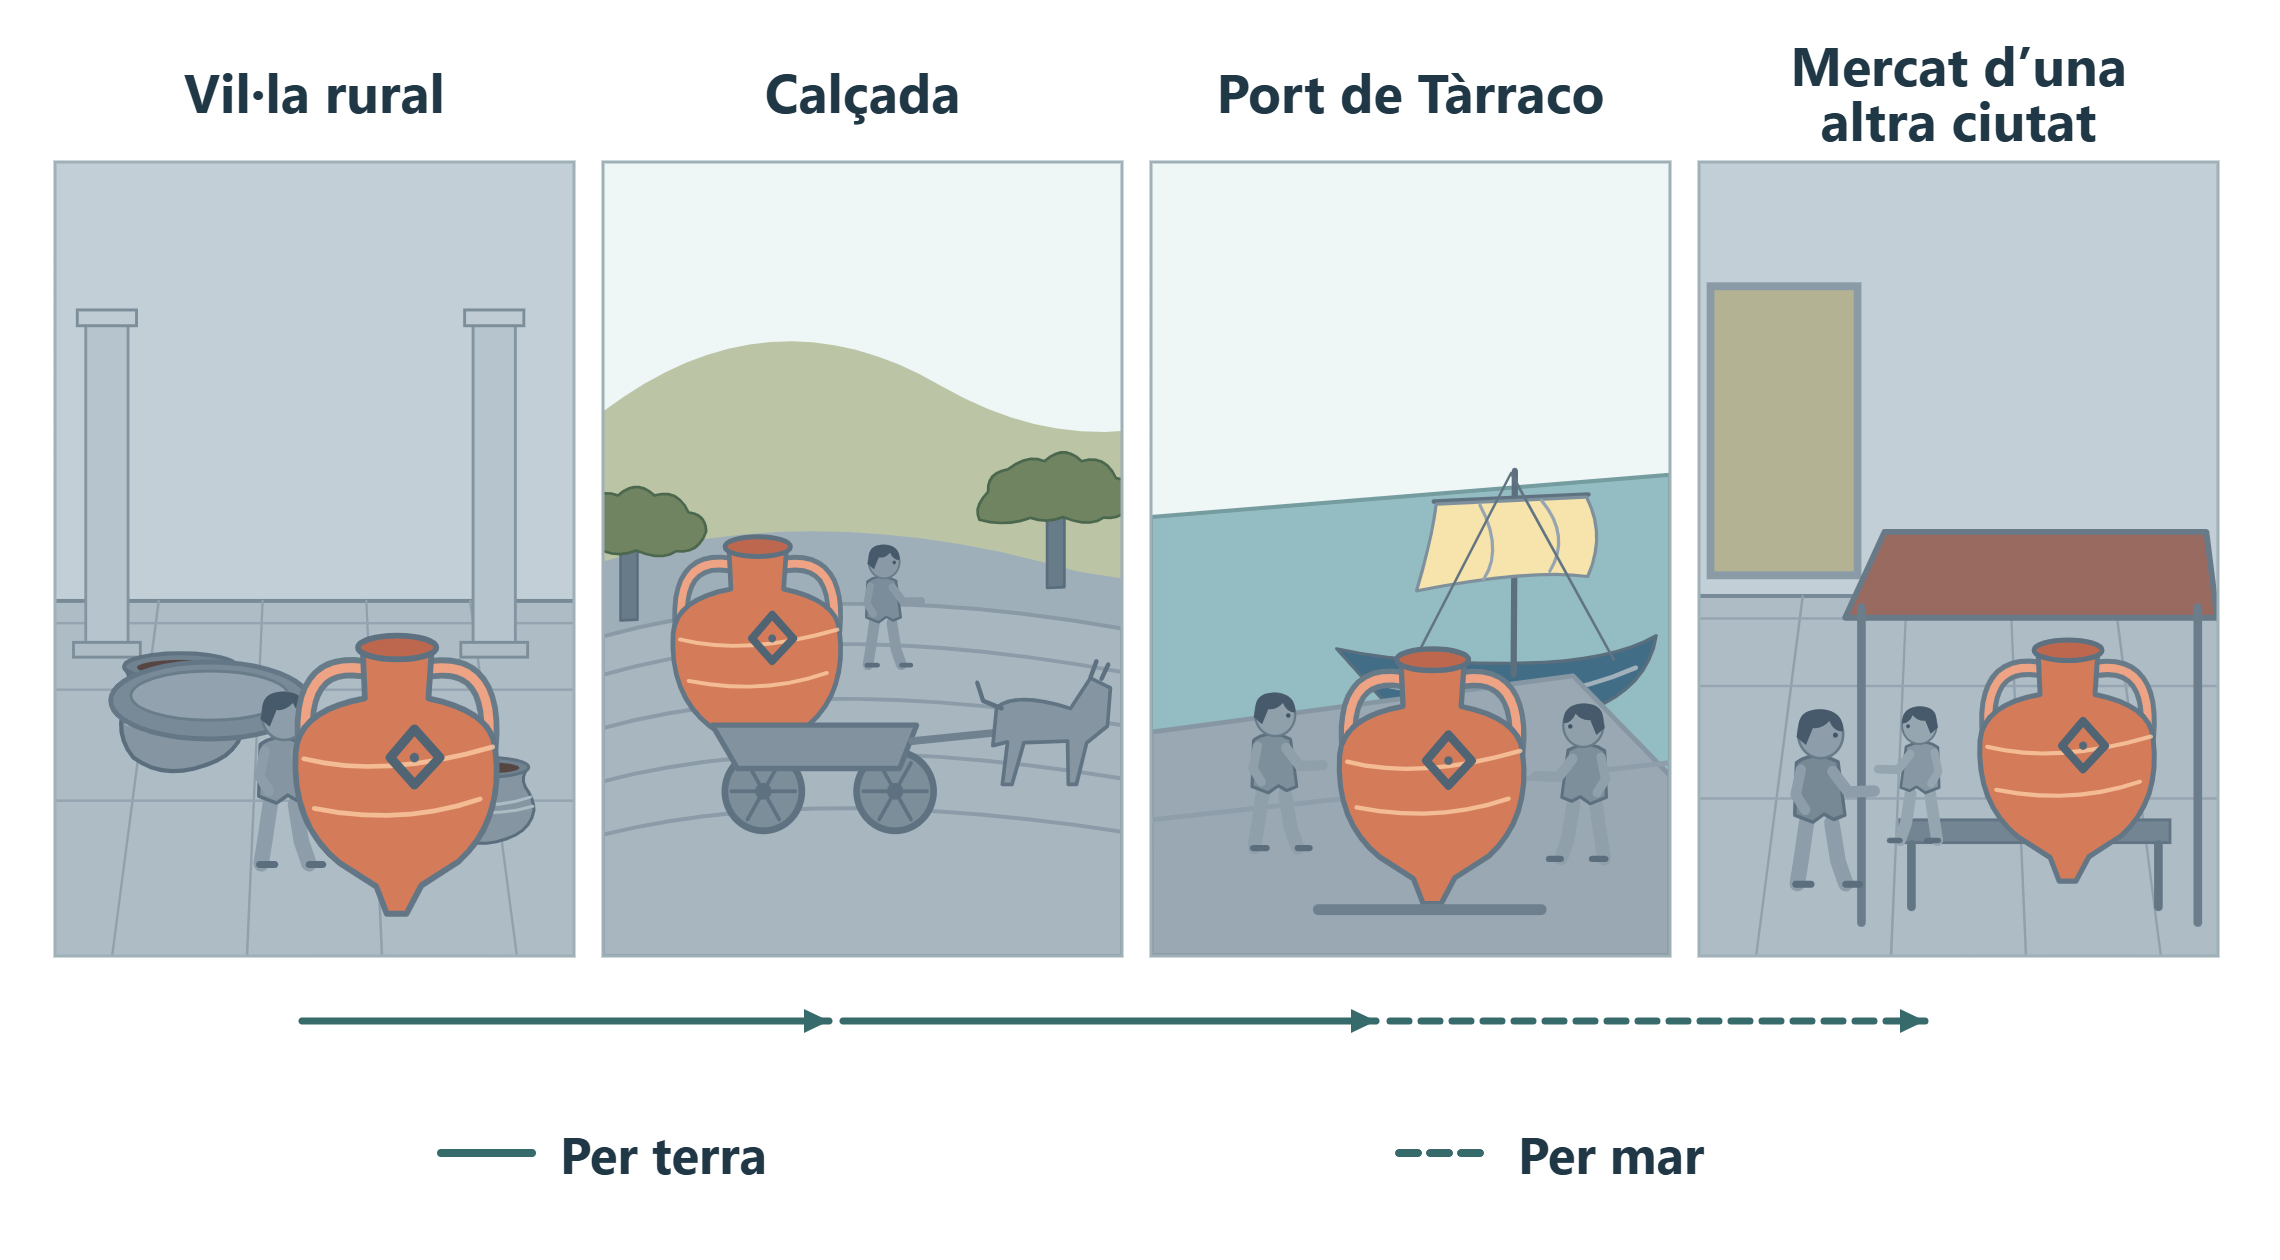 Vil·la rural
Calçada
Port de Tàrraco
Mercat d’una
altra ciutat
Per terra
Per mar